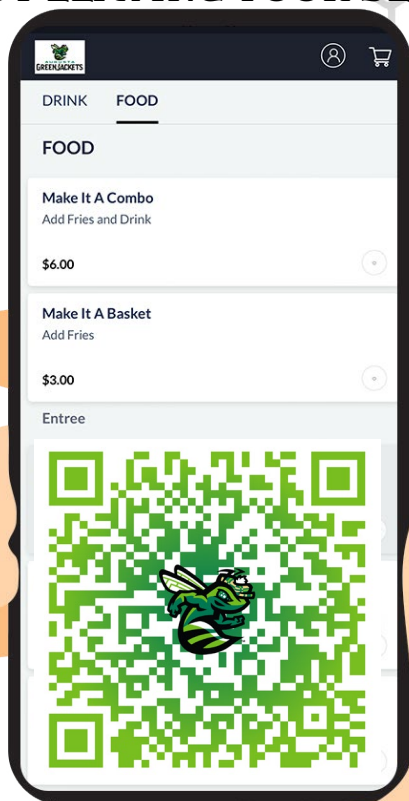 AUGUSTA
GREENJACKETS
DRINK FOOD
FOOD
Make It A Combo
Add Fries and Drink
$6.00
Make It A Basket
Add Fries
$3.00
Entree